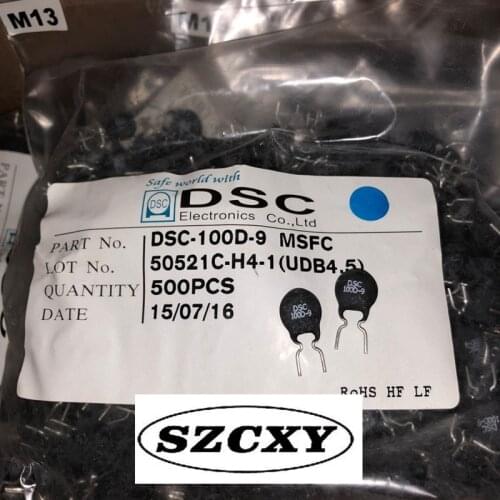 M13
Safe world with
DSC
DSC
Electronics Co.,Ltd
PART No. DSC-100D-9 MSFC
LOT No. 50521C-H4-1(UDB4,5)
QUANTITY 500PCS
DATE 15/07/16
DSC
100D-9
DSC
100D-9
RoHS HF LF
SZCXY